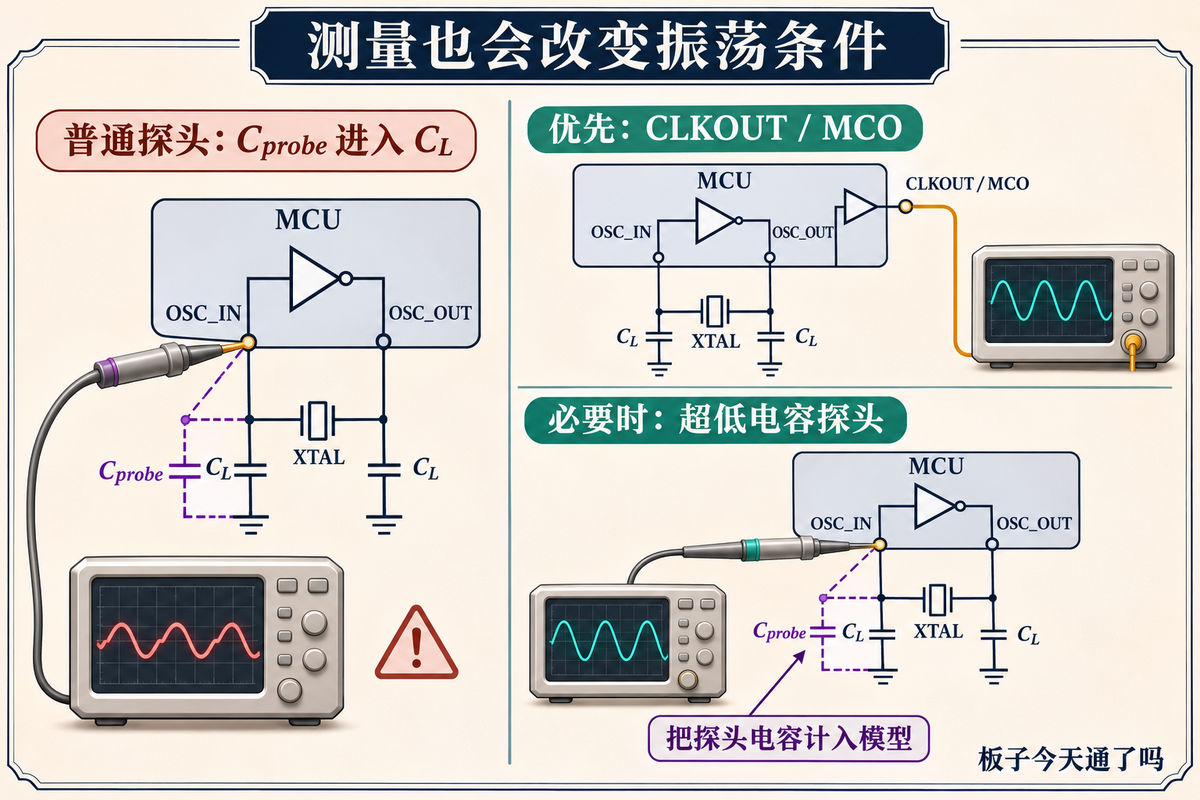 测量也会改变振荡条件
普通探头：Cprobe 进入 CL
MCU
OSC_IN
OSC_OUT
XTAL
Cprobe
CL
CL
优先：CLKOUT / MCO
MCU
CLKOUT / MCO
OSC_IN
OSC_OUT
CL
XTAL
CL
必要时：超低电容探头
MCU
OSC_IN
OSC_OUT
Cprobe
CL
XTAL
CL
把探头电容计入模型
板子今天通了吗